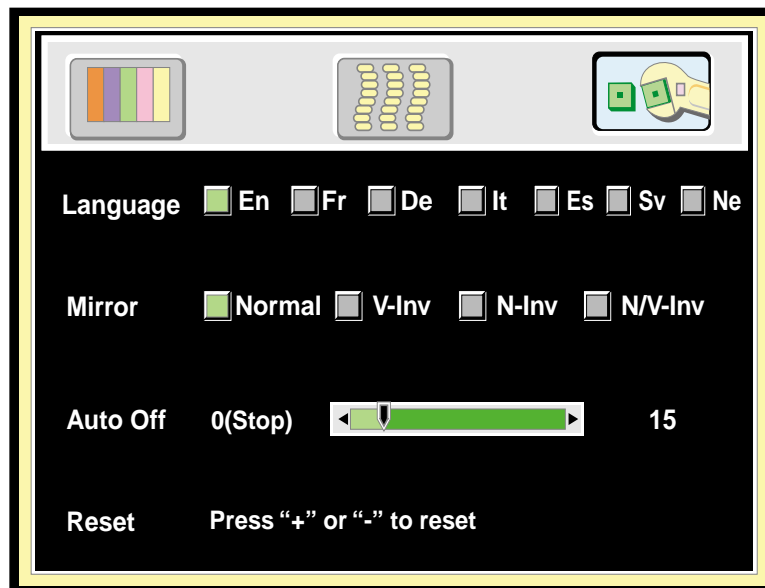 Language En Fr De It Es Sv Ne
Mirror Normal V-Inv N-Inv N/V-Inv
Auto Off 0(Stop) 15
Reset Press “+” or “-” to reset